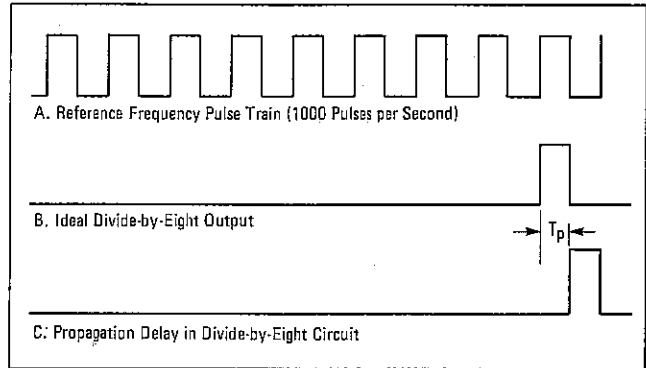 A. Reference Frequency Pulse Train (1000 Pulses per Second)
B. Ideal Divide-by-Eight Output
Tp
C. Propagation Delay in Divide-by-Eight Circuit